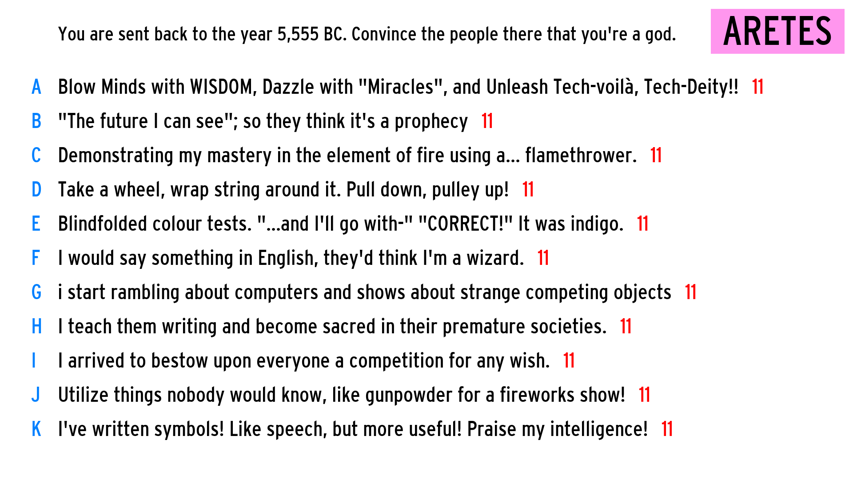 You are sent back to the year 5,555 BC. Convince the people there that you're a god.
ARETES
A Blow Minds with WISDOM, Dazzle with "Miracles", and Unleash Tech-voilà, Tech-Deity!! 11
B "The future I can see"; so they think it's a prophecy 11
C Demonstrating my mastery in the element of fire using a... flamethrower. 11
D Take a wheel, wrap string around it. Pull down, pulley up! 11
E Blindfolded colour tests. "...and I'll go with-" "CORRECT!" It was indigo. 11
F I would say something in English, they'd think I'm a wizard. 11
G i start rambling about computers and shows about strange competing objects 11
H I teach them writing and become sacred in their premature societies. 11
I I arrived to bestow upon everyone a competition for any wish. 11
J Utilize things nobody would know, like gunpowder for a fireworks show! 11
K I've written symbols! Like speech, but more useful! Praise my intelligence! 11